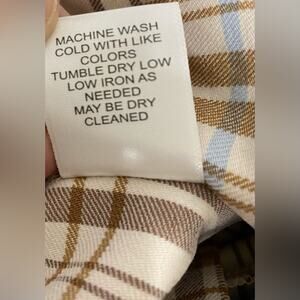 MACHINE WASH
COLD WITH LIKE
COLORS
TUMBLE DRY LOW
LOW IRON AS
NEEDED
MAY BE DRY
CLEANED